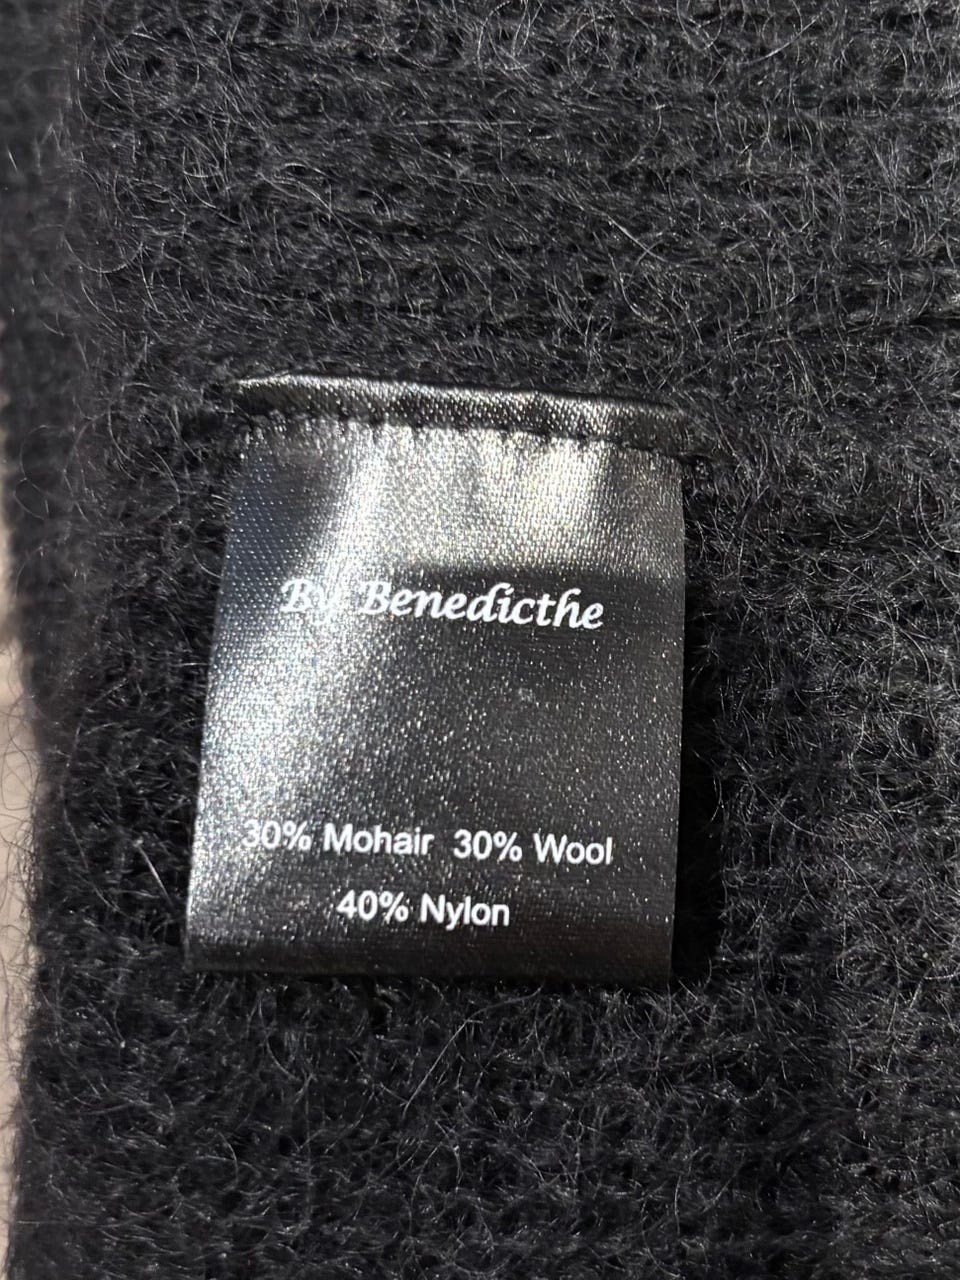 By Benedicthe
30% Mohair 30% Wool
40% Nylon